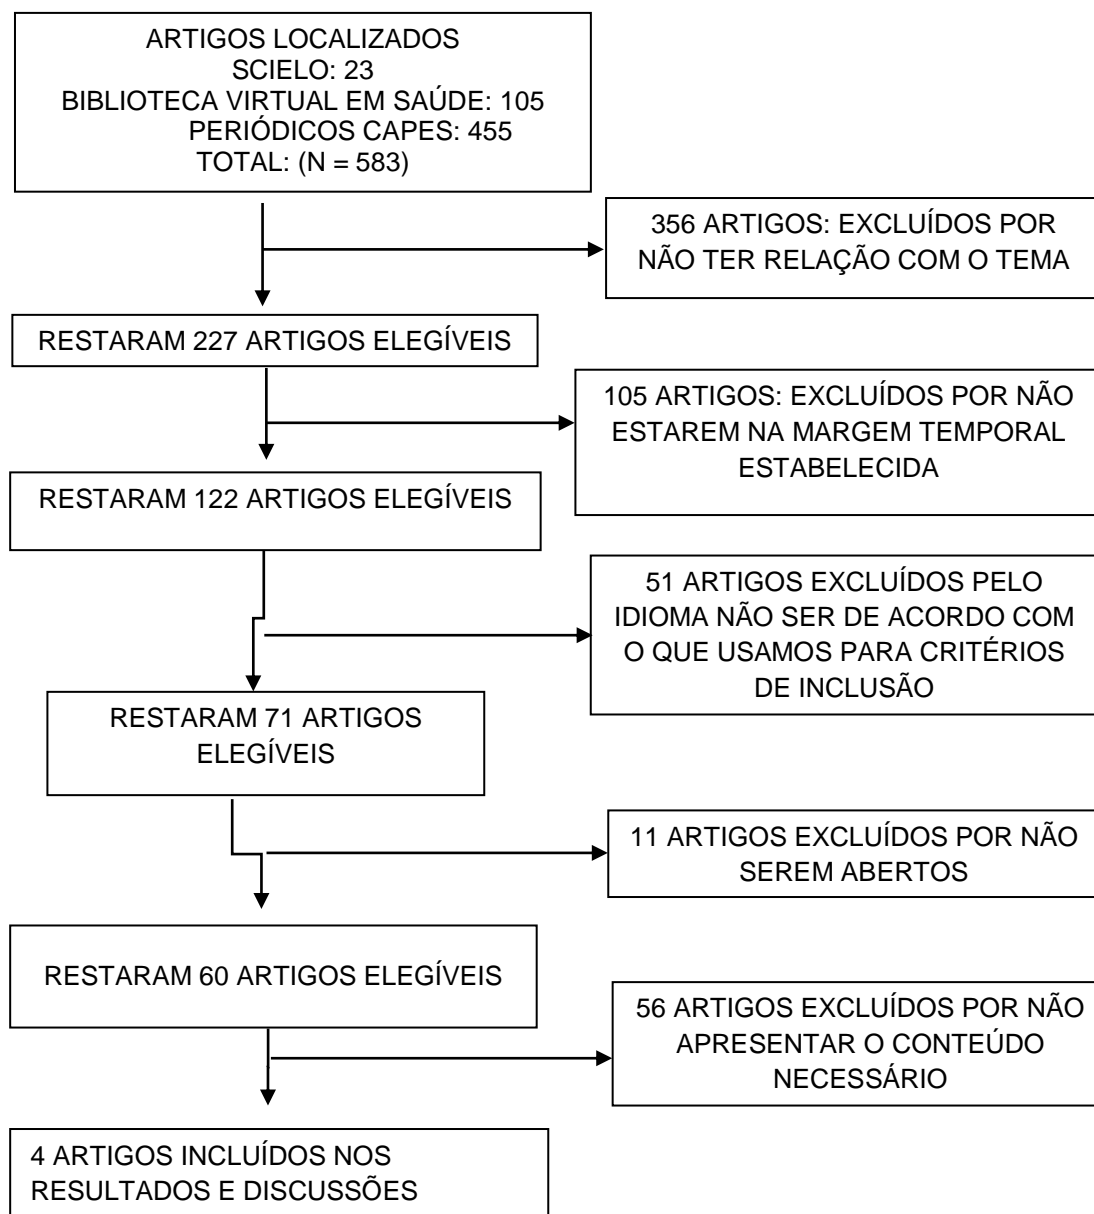 ARTIGOS LOCALIZADOS
SCIELO: 23
BIBLIOTECA VIRTUAL EM SAÚDE: 105
PERIÓDICOS CAPES: 455
TOTAL: (N = 583)
356 ARTIGOS: EXCLUÍDOS POR
NÃO TER RELAÇÃO COM O TEMA
RESTARAM 227 ARTIGOS ELEGÍVEIS
105 ARTIGOS: EXCLUÍDOS POR NÃO
ESTAREM NA MARGEM TEMPORAL
ESTABELECIDA
RESTARAM 122 ARTIGOS ELEGÍVEIS
51 ARTIGOS EXCLUÍDOS PELO
IDIOMA NÃO SER DE ACORDO COM
O QUE USAMOS PARA CRITÉRIOS
DE INCLUSÃO
RESTARAM 71 ARTIGOS
ELEGÍVEIS
11 ARTIGOS EXCLUÍDOS POR NÃO
SEREM ABERTOS
RESTARAM 60 ARTIGOS ELEGÍVEIS
56 ARTIGOS EXCLUÍDOS POR NÃO
APRESENTAR O CONTEÚDO
NECESSÁRIO
4 ARTIGOS INCLUÍDOS NOS
RESULTADOS E DISCUSSÕES